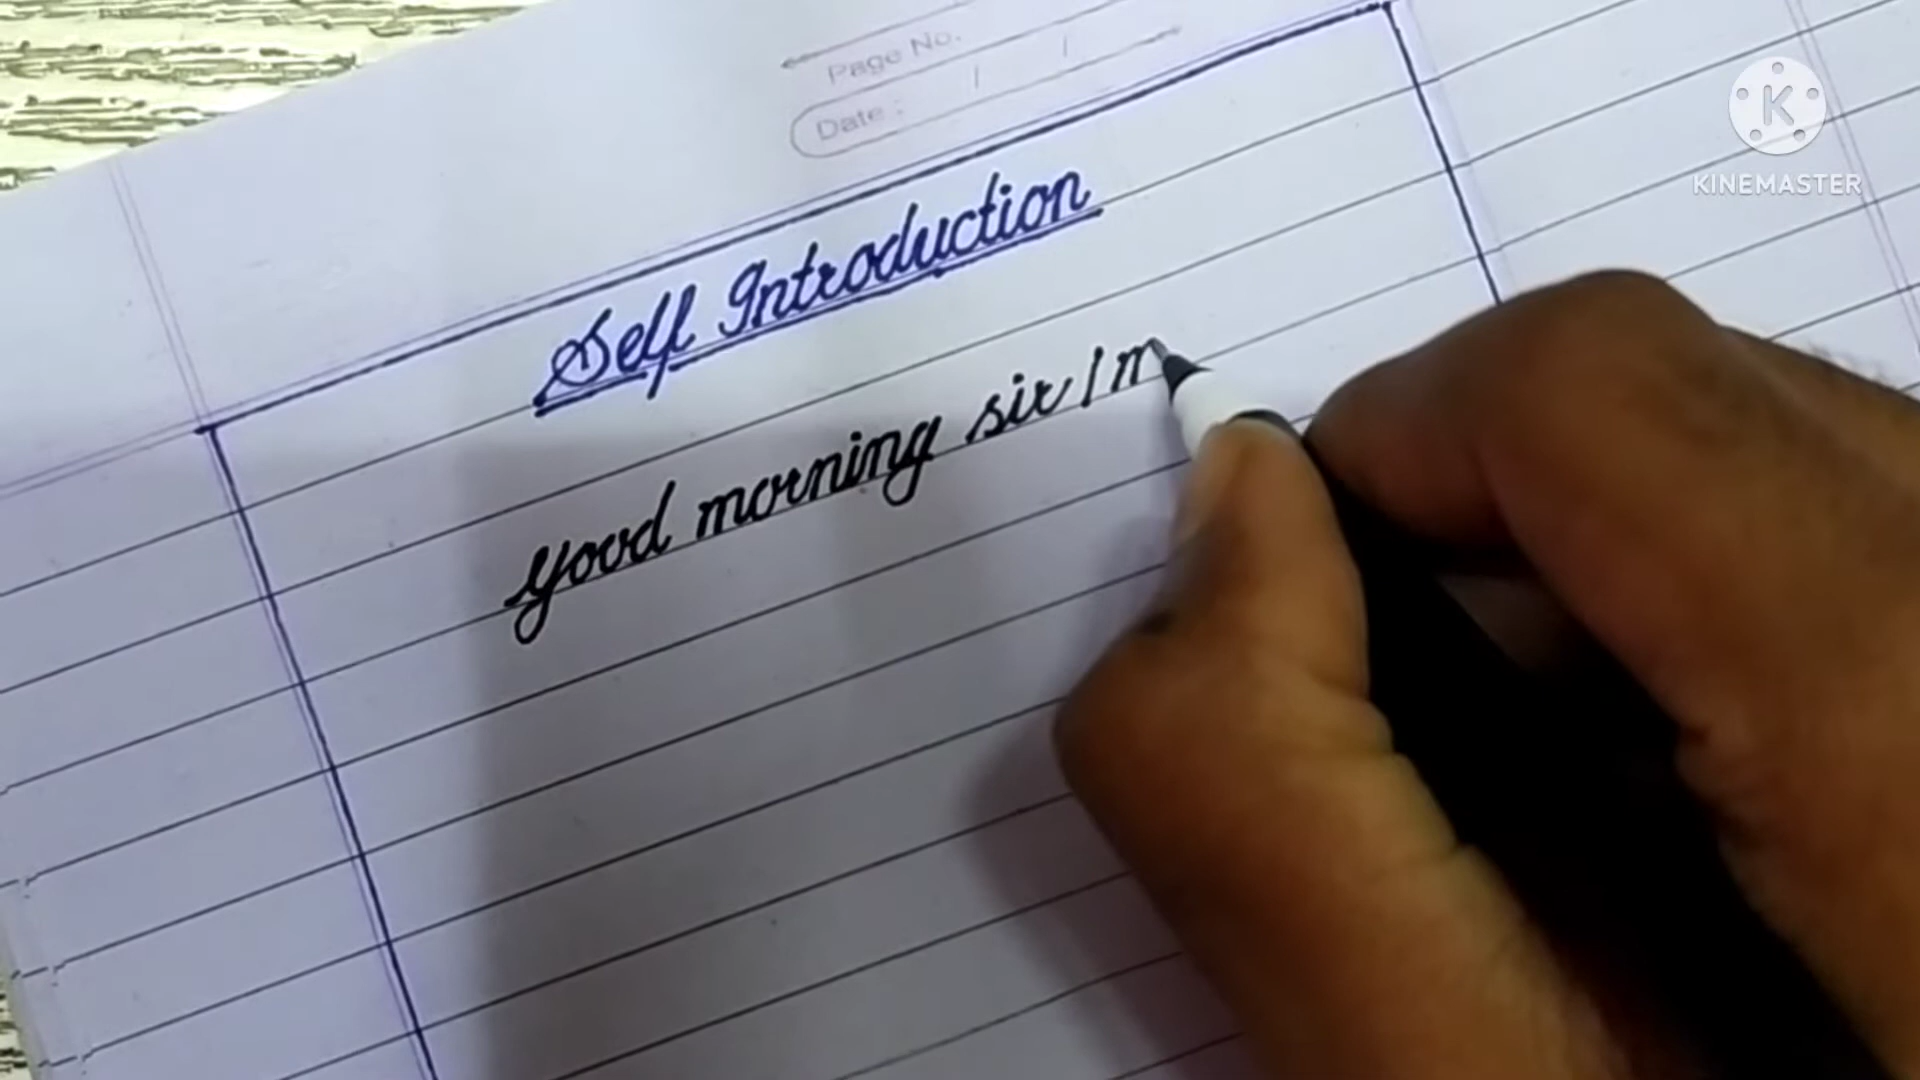 Page No.
Date : / /
KINEMASTER
Self Introduction
good morning sir / m